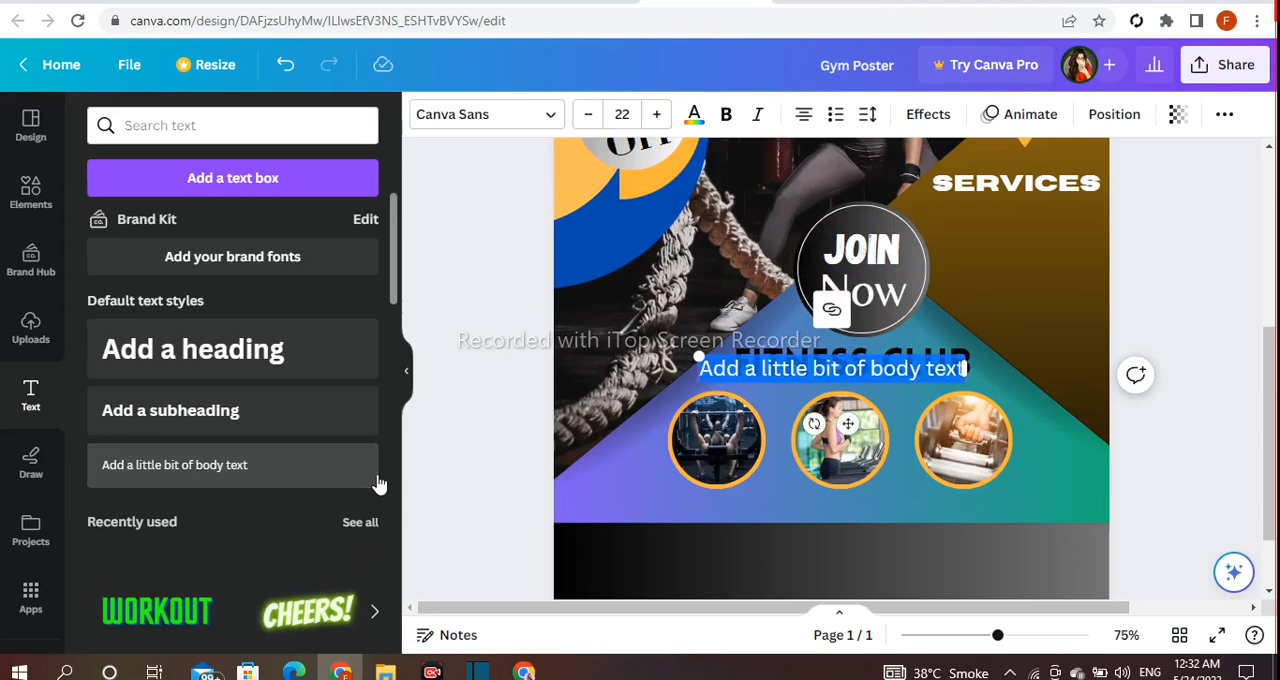 canva.com/design/DAFjzsUhyMw/ILIwsEfV3NS_ESHTvBVYSw/edit
F
Home
File
Resize
Gym Poster
Try Canva Pro
Share
Design
Elements
Brand Hub
Uploads
Text
Draw
Projects
Apps
Search text
Add a text box
Brand Kit
Edit
Add your brand fonts
Default text styles
Add a heading
Add a subheading
Add a little bit of body text
Recently used
See all
WORKOUT
CHEERS!
Canva Sans
22
A
B
I
Effects
Animate
Position
OFF
SERVICES
JOIN
Now
Recorded with iTop Screen Recorder
FITNESS CLUB
Add a little bit of body text
Notes
Page 1 / 1
75%
38°C Smoke
ENG
12:32 AM